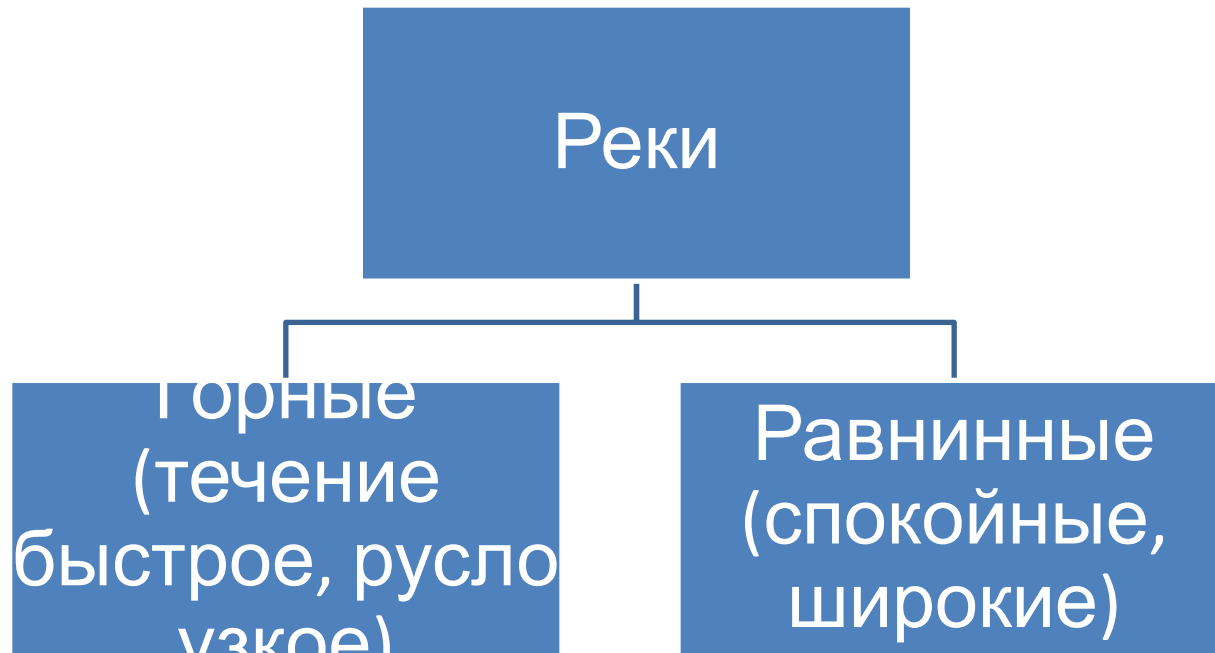 Реки
Горные
(течение
быстрое, русло
узкое)
Равнинные
(спокойные,
широкие)